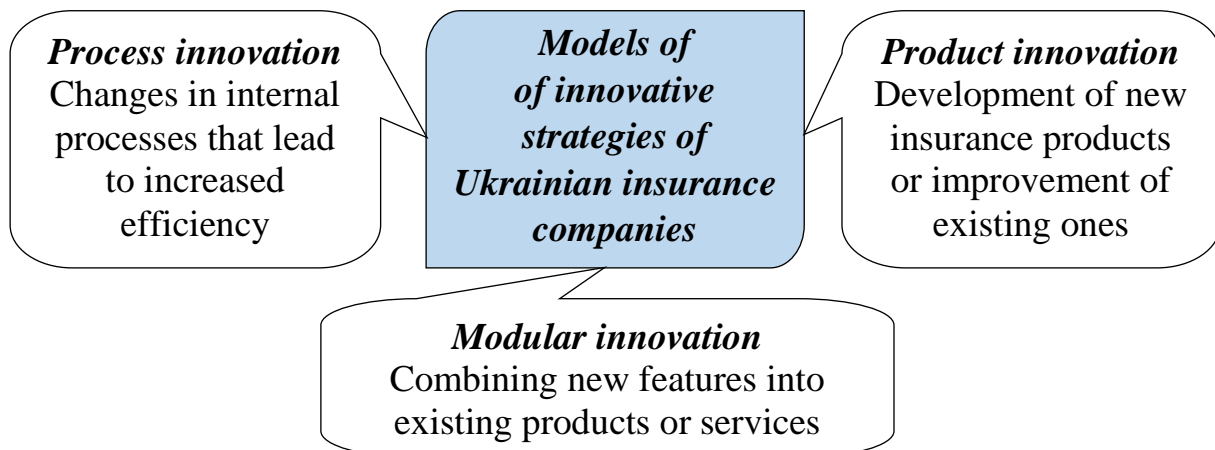 Process innovation
Changes in internal
processes that lead
to increased
efficiency
Models of
of innovative
strategies of
Ukrainian insurance
companies
Product innovation
Development of new
insurance products
or improvement of
existing ones
Modular innovation
Combining new features into
existing products or services